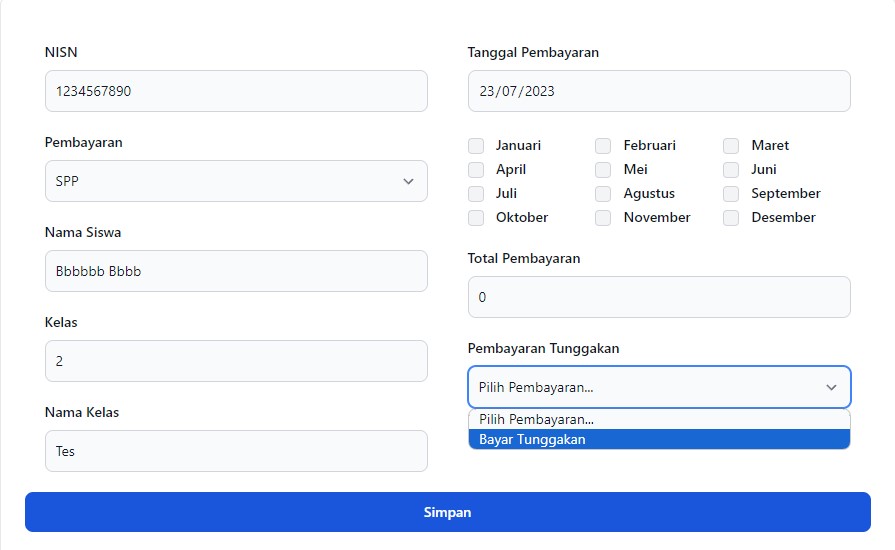 NISN
1234567890
Pembayaran
SPP
Nama Siswa
Bbbbbb Bbbb
Kelas
2
Nama Kelas
Tes
Tanggal Pembayaran
23/07/2023
Januari Februari Maret
April Mei Juni
Juli Agustus September
Oktober November Desember
Total Pembayaran
0
Pembayaran Tunggakan
Pilih Pembayaran...
Pilih Pembayaran...
Bayar Tunggakan
Simpan